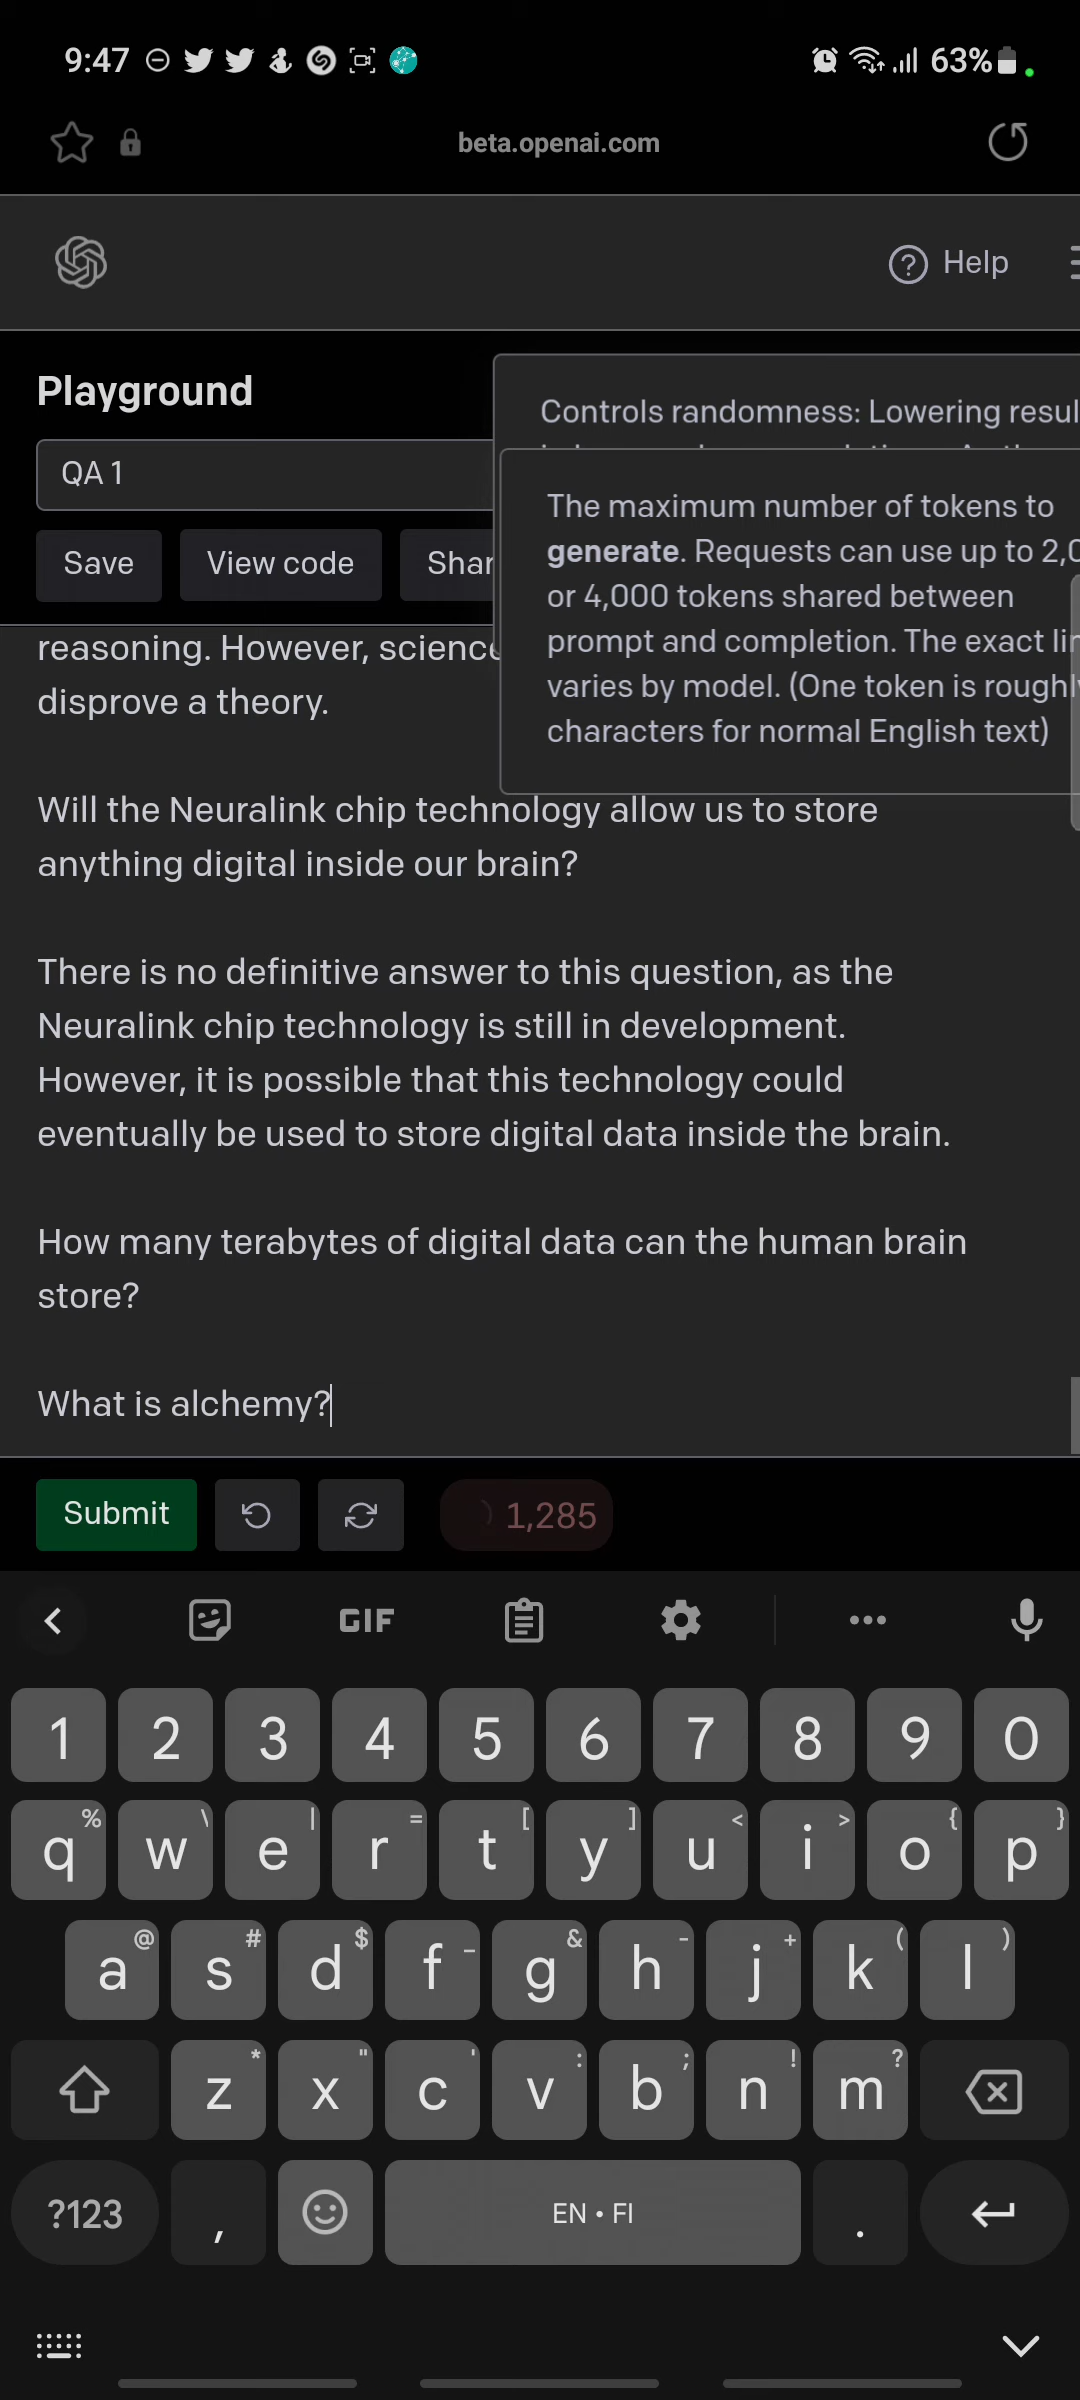 9:47
63%
beta.openai.com
Help
Playground
Controls randomness: Lowering
QA 1
The maximum number of tokens to
generate. Requests can use up to
or 4,000 tokens shared between
prompt and completion. The exact
varies by model. (One token is
characters for normal English text)
Save
View code
reasoning. However,
disprove a theory.
Will the Neuralink chip technology allow us to store
anything digital inside our brain?
There is no definitive answer to this question, as the
Neuralink chip technology is still in development.
However, it is possible that this technology could
eventually be used to store digital data inside the brain.
How many terabytes of digital data can the human brain
store?
What is alchemy?
Submit
1,285
GIF
1 2 3 4 5 6 7 8 9 0
% \ | = [ ] < > { }
q w e r t y u i o p
@ # $ _ & - + ( )
a s d f g h j k l
* " ' : ; ! ?
z x c v b n m
?123 , EN • FI .